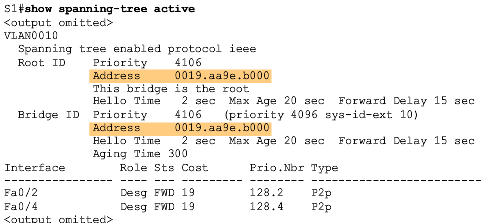 S1#show spanning-tree active
<output omitted>
VLAN0010
  Spanning tree enabled protocol ieee
  Root ID    Priority    4106
             Address     0019.aa9e.b000
             This bridge is the root
             Hello Time   2 sec  Max Age 20 sec  Forward Delay 15 sec
  Bridge ID  Priority    4106   (priority 4096 sys-id-ext 10)
             Address     0019.aa9e.b000
             Hello Time   2 sec  Max Age 20 sec  Forward Delay 15 sec
             Aging Time 300
Interface        Role Sts Cost      Prio.Nbr Type
---------------- ---- --- --------- -------- --------------------------
Fa0/2            Desg FWD 19        128.2    P2p
Fa0/4            Desg FWD 19        128.4    P2p
<output omitted>